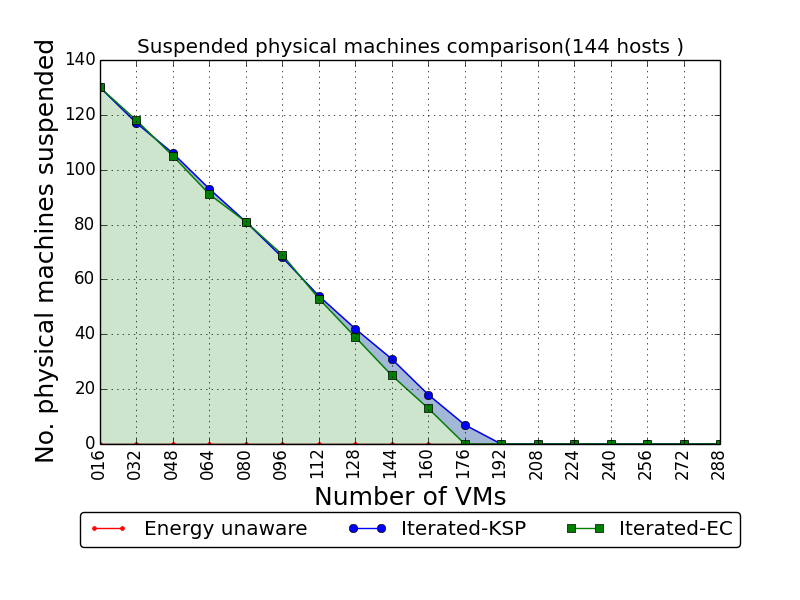 Suspended physical machines comparison(144 hosts )
No. physical machines suspended
140
120
100
80
60
40
20
0
016 032 048 064 080 096 112 128 144 160 176 192 208 224 240 256 272 288
Number of VMs
Energy unaware Iterated-KSP Iterated-EC